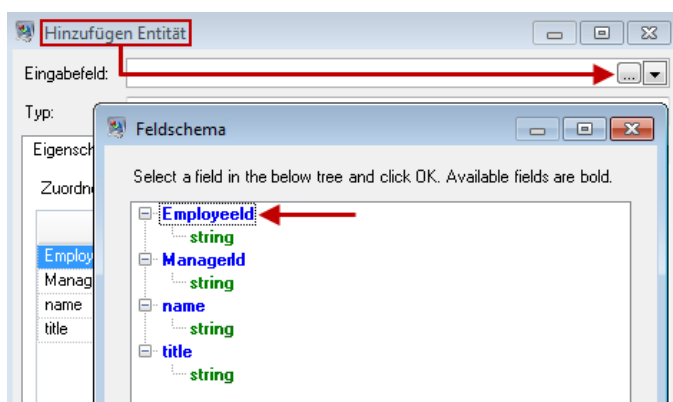 Hinzufügen Entität
Eingabefeld:
...
Typ:
Feldschema
Eigensch
Select a field in the below tree and click OK. Available fields are bold.
Zuordn
EmployeeId
string
Employ
ManagerId
Manag
string
name
name
string
title
title
string